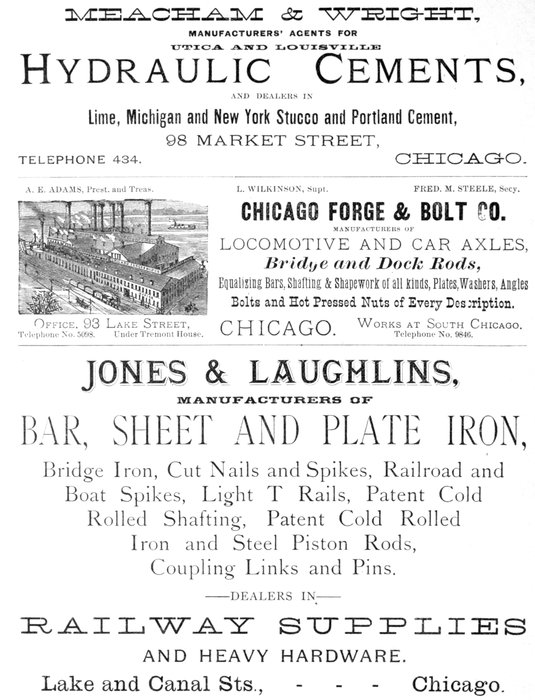 MEACHAM & WRIGHT,
MANUFACTURERS' AGENTS FOR
UTICA AND LOUISVILLE
HYDRAULIC CEMENTS,
AND DEALERS IN
Lime, Michigan and New York Stucco and Portland Cement,
98 MARKET STREET,
TELEPHONE 434. CHICAGO.
A. E. ADAMS, Prest. and Treas. L. WILKINSON, Supt. FRED. M. STEELE, Secy.
CHICAGO FORGE & BOLT CO.
MANUFACTURERS OF
LOCOMOTIVE AND CAR AXLES,
Bridge and Dock Rods,
Equalizing Bars, Shafting & Shapework of all kinds, Plates, Washers, Angles
Bolts and Hot Pressed Nuts of Every Description.
OFFICE, 93 LAKE STREET, CHICAGO. WORKS AT SOUTH CHICAGO.
Telephone No. 5098. Under Tremont House. Telephone No. 9846.
JONES & LAUGHLINS,
MANUFACTURERS OF
BAR, SHEET AND PLATE IRON,
Bridge Iron, Cut Nails and Spikes, Railroad and
Boat Spikes, Light T Rails, Patent Cold
Rolled Shafting, Patent Cold Rolled
Iron and Steel Piston Rods,
Coupling Links and Pins.
DEALERS IN
RAILWAY SUPPLIES
AND HEAVY HARDWARE.
Lake and Canal Sts., - - - Chicago.